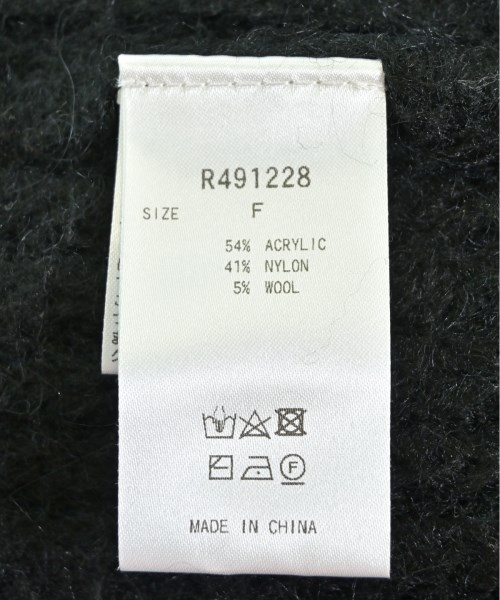 R491228
SIZE F
54% ACRYLIC
41% NYLON
5% WOOL
F
MADE IN CHINA